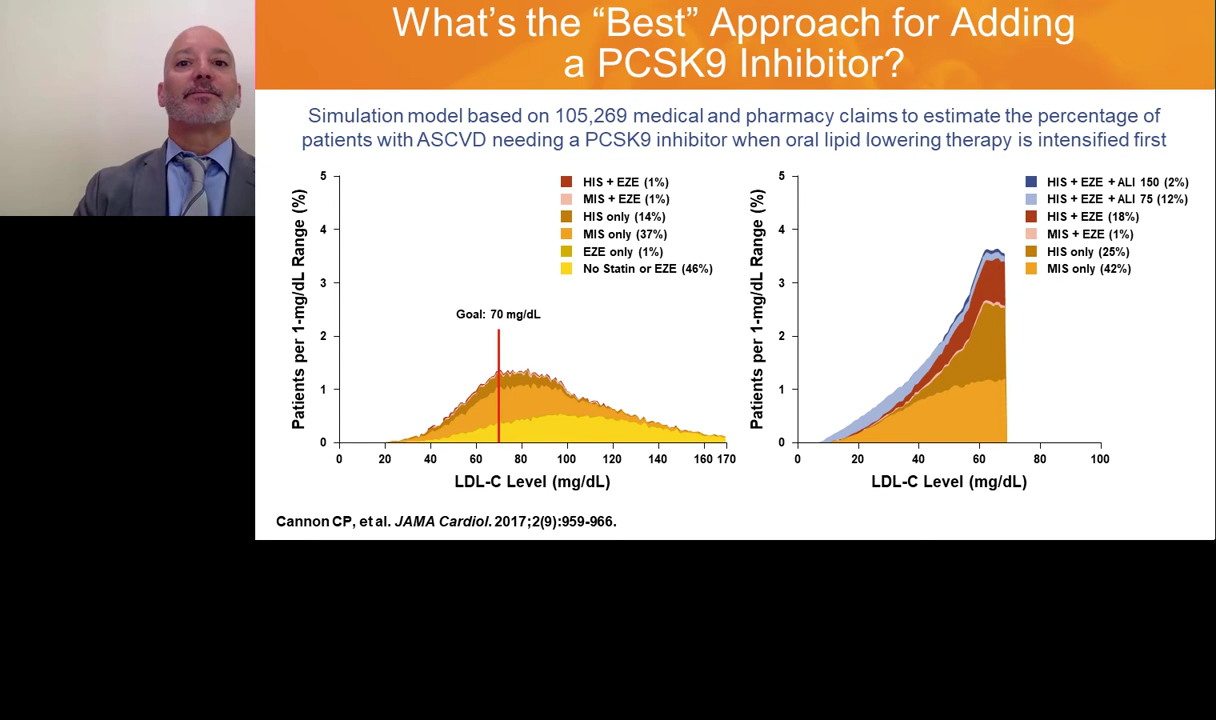 What's the “Best” Approach for Adding
a PCSK9 Inhibitor?
Simulation model based on 105,269 medical and pharmacy claims to estimate the percentage of
patients with ASCVD needing a PCSK9 inhibitor when oral lipid lowering therapy is intensified first
Patients per 1-mg/dL Range (%)
5
4
3
2
1
0
HIS + EZE (1%)
MIS + EZE (1%)
HIS only (14%)
MIS only (37%)
EZE only (1%)
No Statin or EZE (46%)
Goal: 70 mg/dL
0 20 40 60 80 100 120 140 160 170
LDL-C Level (mg/dL)
Patients per 1-mg/dL Range (%)
5
4
3
2
1
0
HIS + EZE + ALI 150 (2%)
HIS + EZE + ALI 75 (12%)
HIS + EZE (18%)
MIS + EZE (1%)
HIS only (25%)
MIS only (42%)
0 20 40 60 80 100
LDL-C Level (mg/dL)
Cannon CP, et al. JAMA Cardiol. 2017;2(9):959-966.